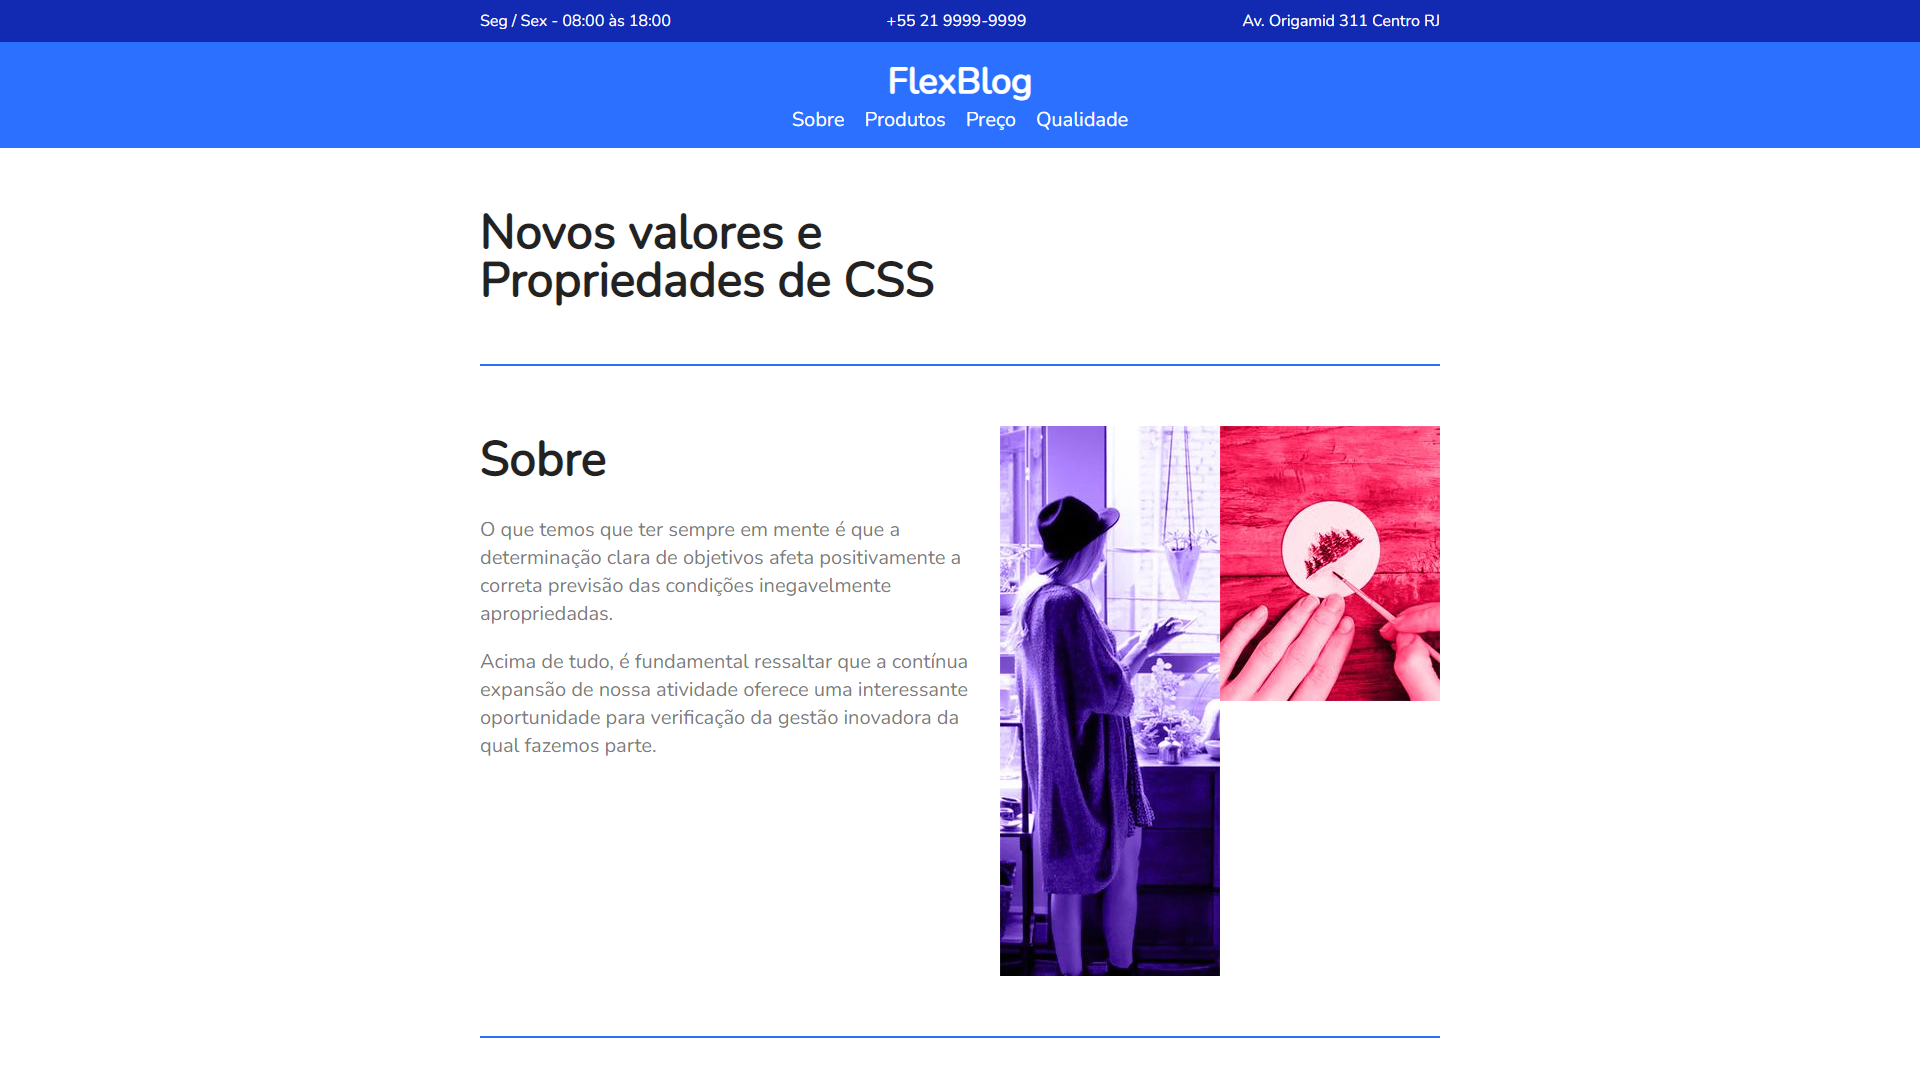 Seg / Sex - 08:00 às 18:00
+55 21 9999-9999
Av. Origamid 311 Centro RJ
FlexBlog
Sobre
Produtos
Preço
Qualidade
Novos valores e
Propriedades de CSS
Sobre
O que temos que ter sempre em mente é que a
determinação clara de objetivos afeta positivamente a
correta previsão das condições inegavelmente
apropriedadas.
Acima de tudo, é fundamental ressaltar que a contínua
expansão de nossa atividade oferece uma interessante
oportunidade para verificação da gestão inovadora da
qual fazemos parte.